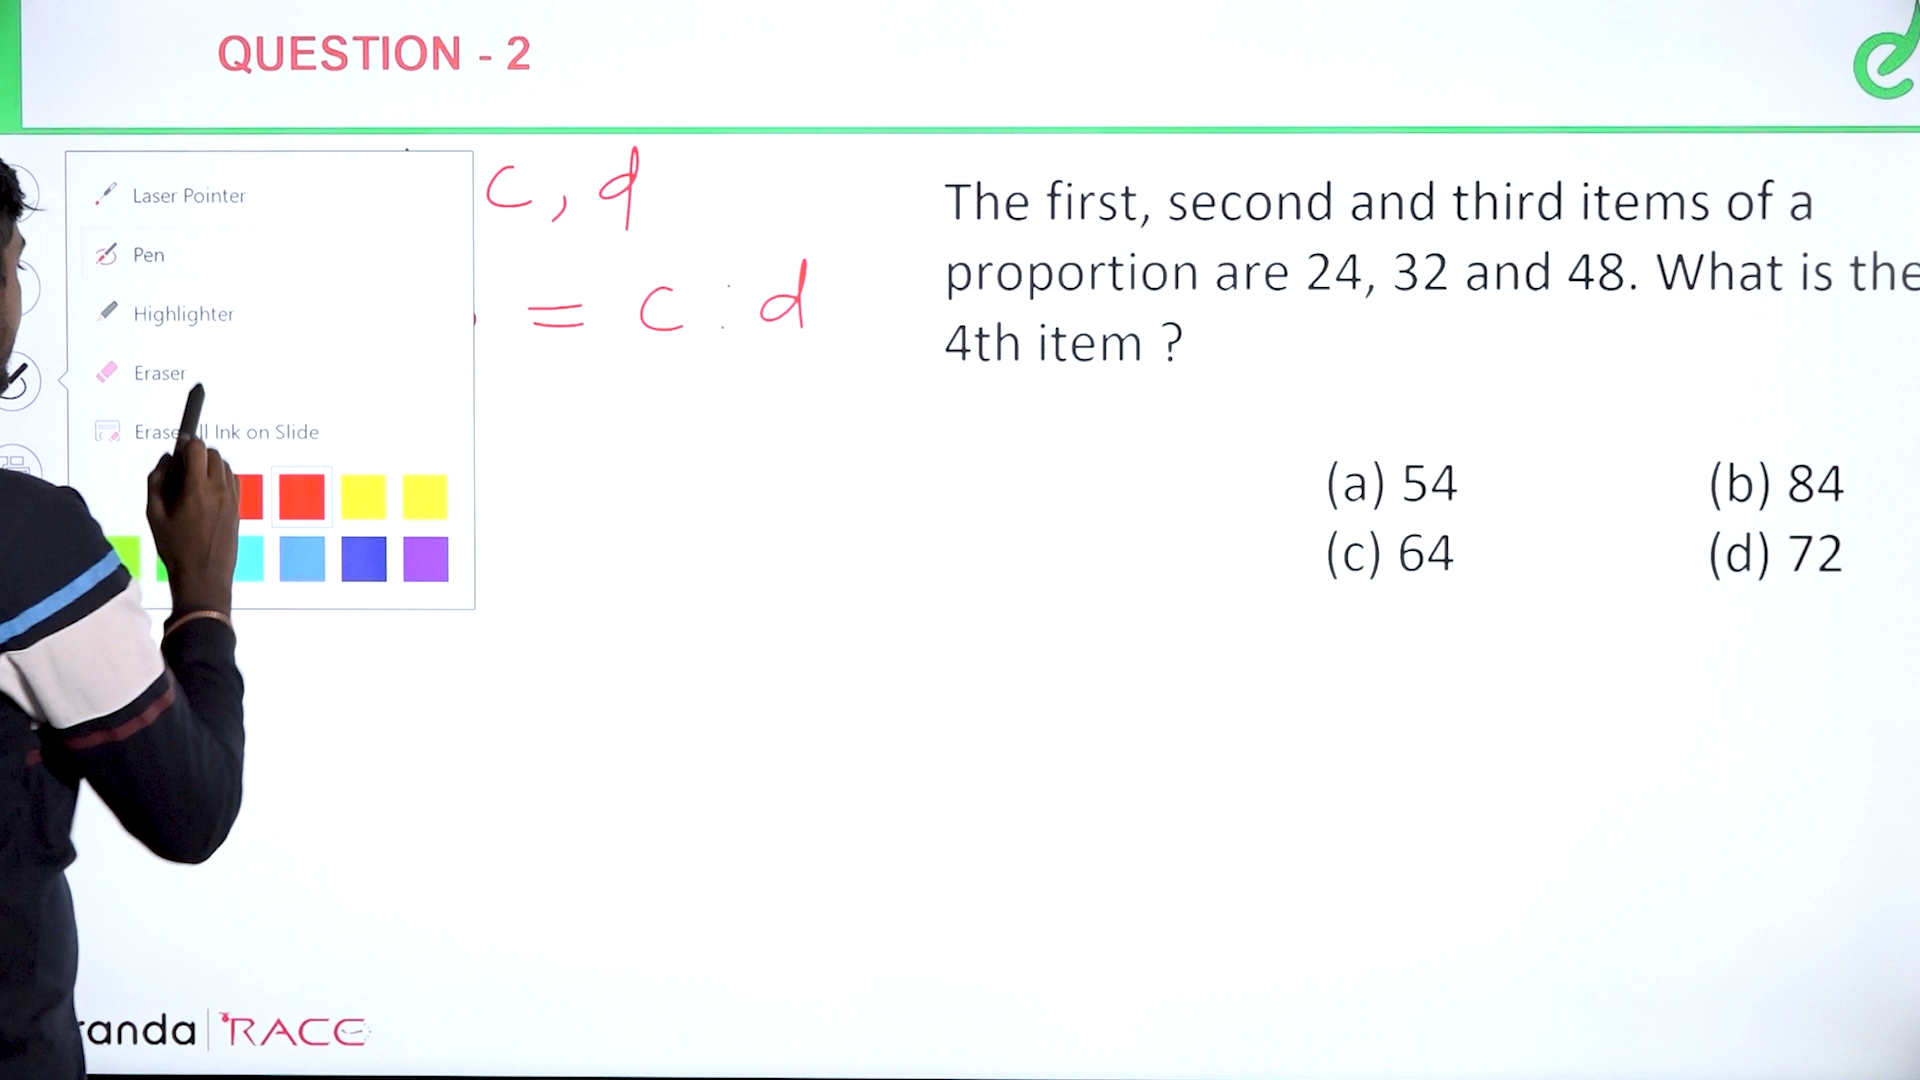 QUESTION - 2
Laser Pointer
Pen
Highlighter
Eraser
Ink on Slide
c, d
= c : d
The first, second and third items of a
proportion are 24, 32 and 48. What is the
4th item ?
(a) 54 (b) 84
(c) 64 (d) 72
randa RACE